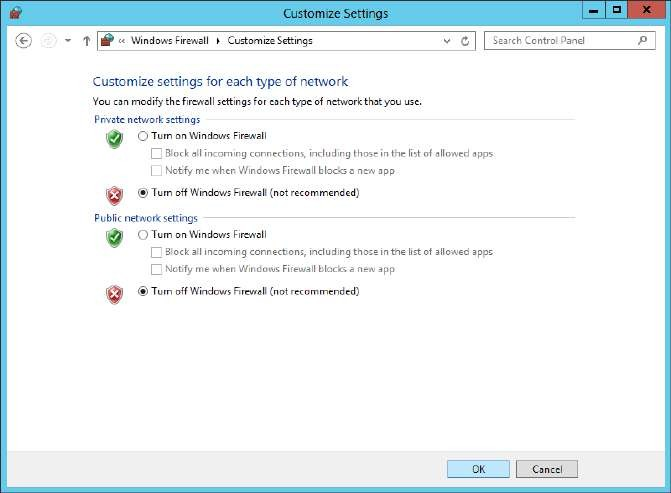 Customize Settings
« Windows Firewall Customize Settings
Search Control Panel
Customize settings for each type of network
You can modify the firewall settings for each type of network that you use.
Private network settings
Turn on Windows Firewall
Block all incoming connections, including those in the list of allowed apps
Notify me when Windows Firewall blocks a new app
Turn off Windows Firewall (not recommended)
Public network settings
Turn on Windows Firewall
Block all incoming connections, including those in the list of allowed apps
Notify me when Windows Firewall blocks a new app
Turn off Windows Firewall (not recommended)
OK Cancel